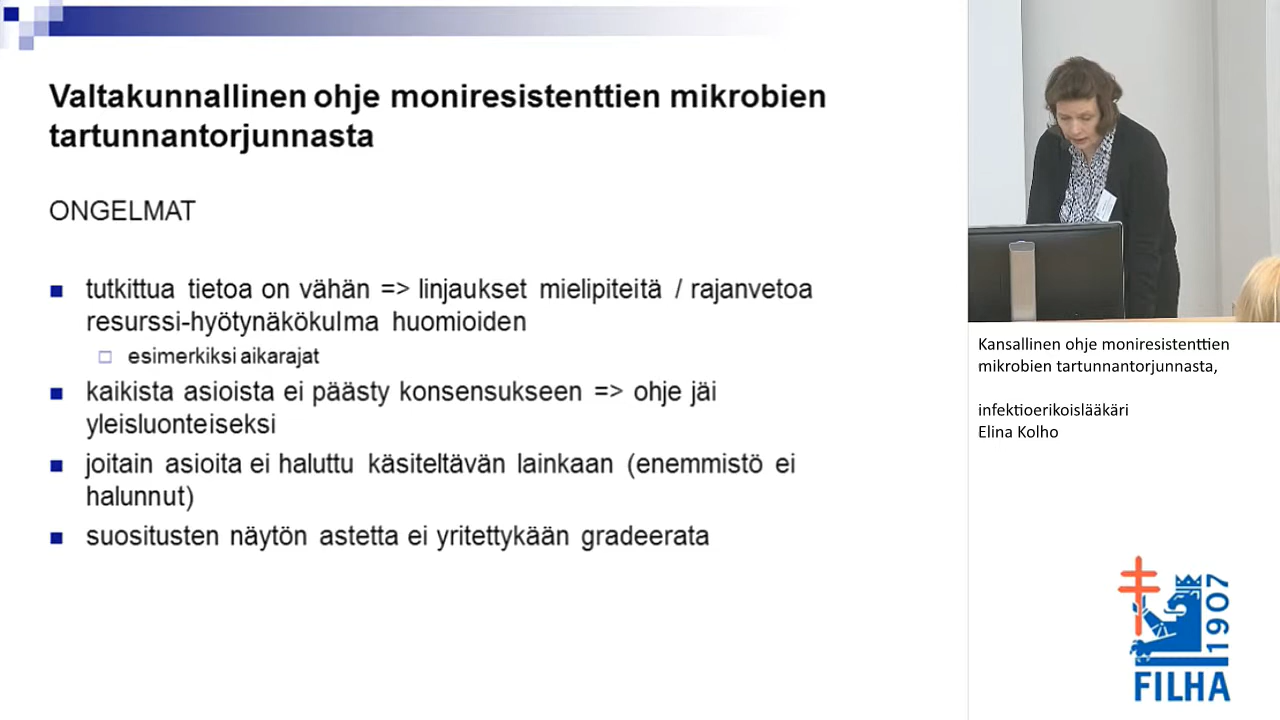 Valtakunnallinen ohje moniresistenttien mikrobien
tartunnantorjunnasta
ONGELMAT
tutkittua tietoa on vähän => linjaukset mielipiteitä / rajanvetoa
resurssi-hyötynäkökulma huomioiden
esimerkiksi aikarajat
kaikista asioista ei päästy konsensukseen => ohje jäi
yleisluonteiseksi
joitain asioita ei haluttu käsiteltävän lainkaan (enemmistö ei
halunnut)
suositusten näytön astetta ei yritettykään gradeerata
Kansallinen ohje moniresistenttien
mikrobien tartunnantorjunnasta,
infektioerikoislääkäri
Elina Kolho
1907
FILHA